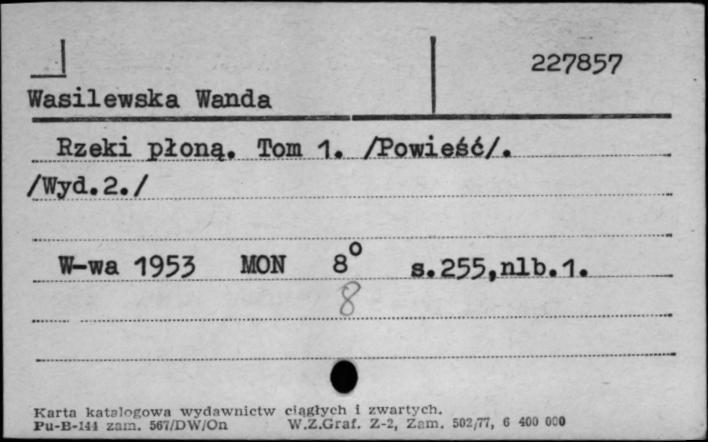 227857
Wasilewska Wanda
Rzeki płoną. Tom 1. /Powieść/.
/Wyd.2./
W-wa 1953 MON 8° s.255,nlb.1.
8
Karta katalogowa wydawnictw ciągłych i zwartych.
Pu-B-144 zam. 567/DW/On W.Z.Graf. Z-2, Zam. 502/77, 6 400 000